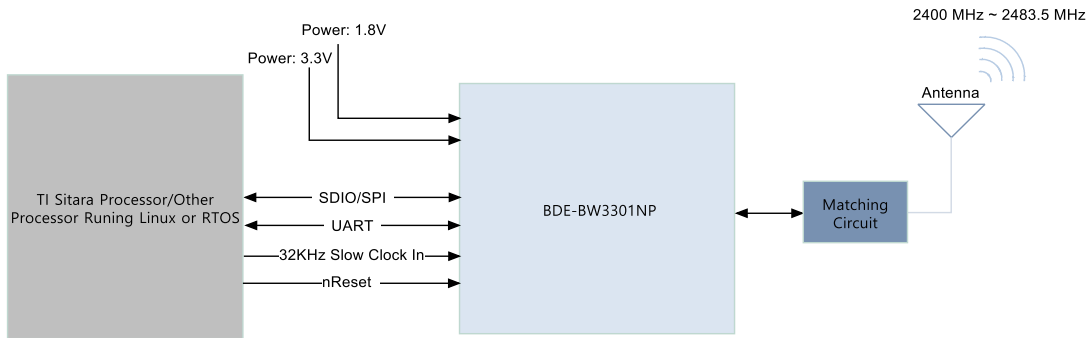 2400 MHz ~ 2483.5 MHz
Power: 1.8V
Power: 3.3V
Antenna
TI Sitara Processor/Other
Processor Runing Linux or RTOS
SDIO/SPI
UART
32KHz Slow Clock In
nReset
BDE-BW3301NP
Matching
Circuit